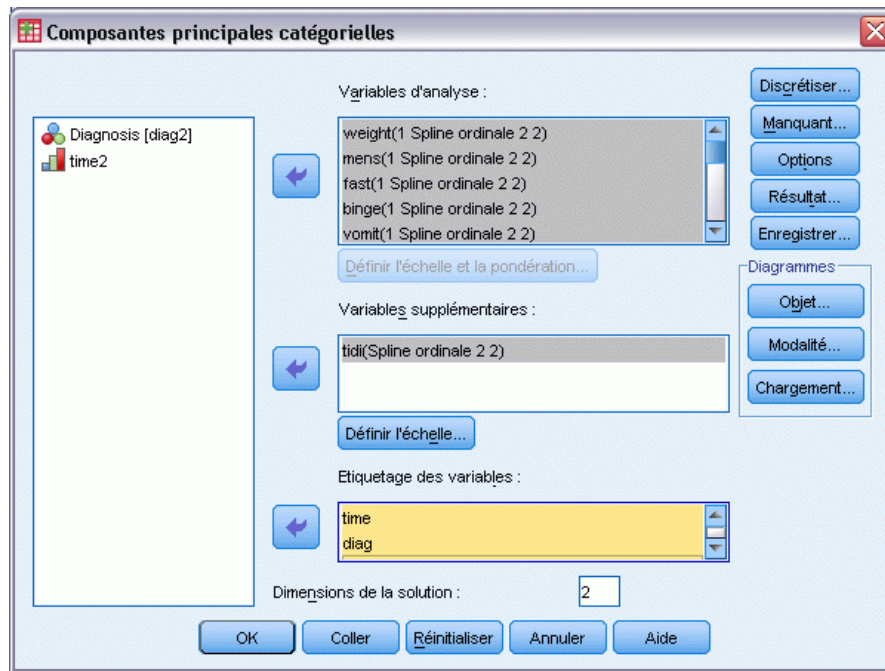 Composantes principales catégorielles
Diagnosis [diag2]
time2
Variables d'analyse :
weight(1 Spline ordinale 2 2)
mens(1 Spline ordinale 2 2)
fast(1 Spline ordinale 2 2)
binge(1 Spline ordinale 2 2)
vomit(1 Spline ordinale 2 2)
Définir l'échelle et la pondération...
Variables supplémentaires :
tidi(Spline ordinale 2 2)
Définir l'échelle...
Etiquetage des variables :
time
diag
Dimensions de la solution :
2
Discrétiser...
Manquant...
Options
Résultat...
Enregistrer...
Diagrammes
Objet...
Modalité...
Chargement...
OK
Coller
Réinitialiser
Annuler
Aide